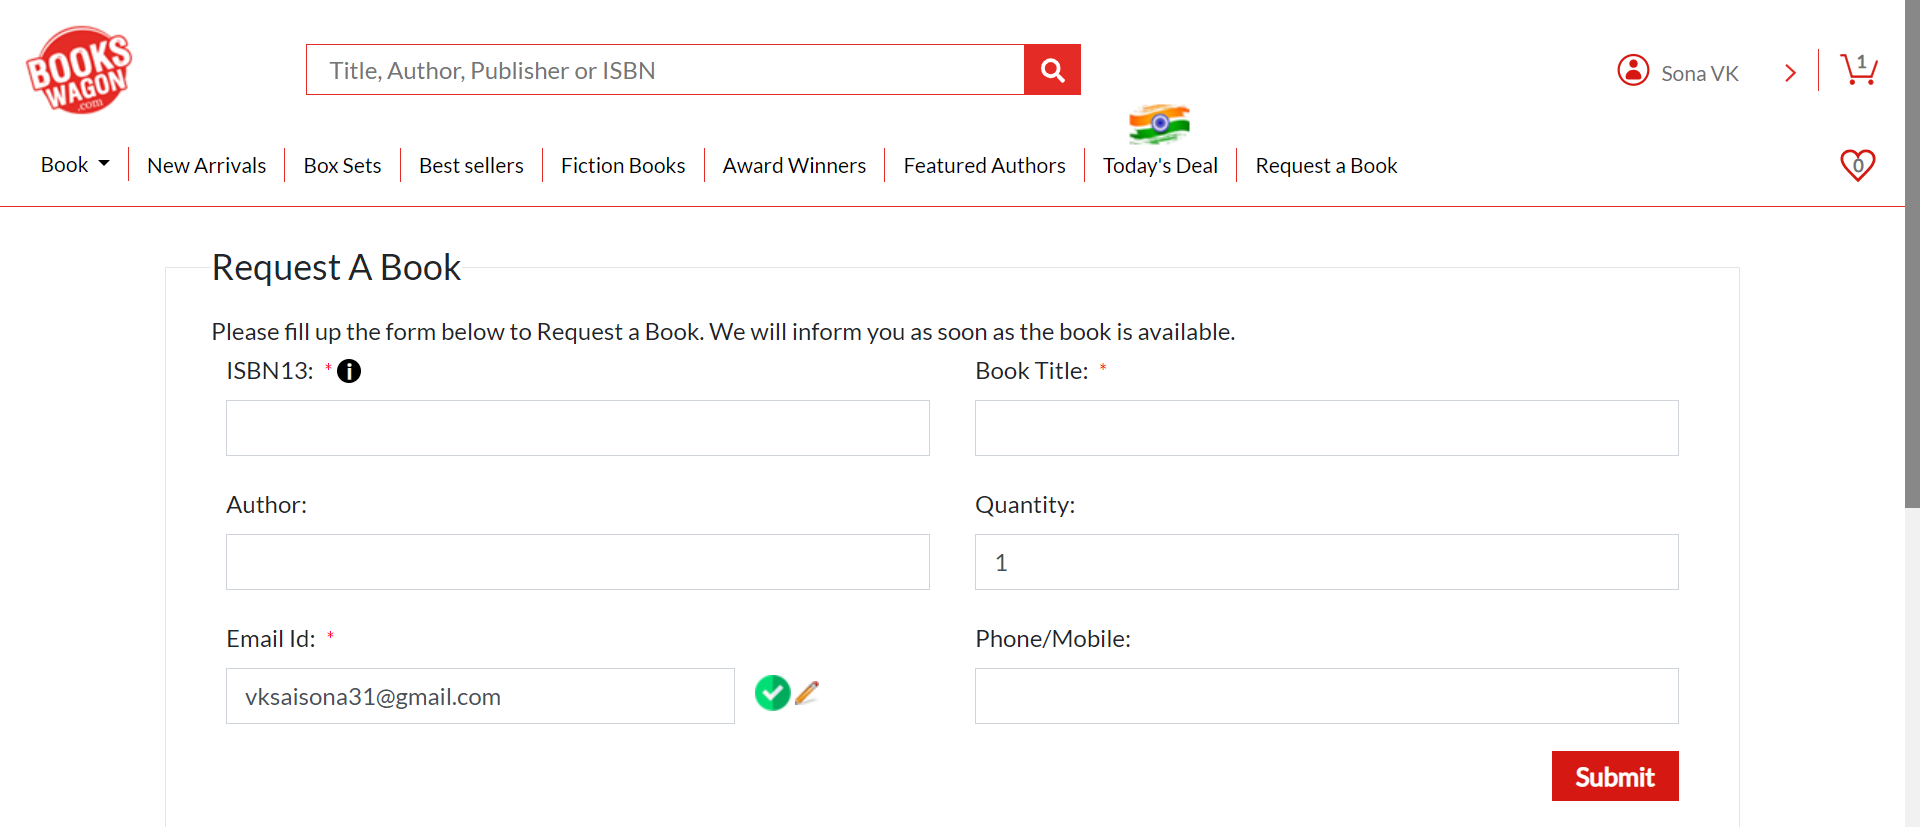 BOOKS
WAGON
.com
Title, Author, Publisher or ISBN
Sona VK
1
Book
New Arrivals
Box Sets
Best sellers
Fiction Books
Award Winners
Featured Authors
Today's Deal
Request a Book
0
Request A Book
Please fill up the form below to Request a Book. We will inform you as soon as the book is available.
ISBN13: *
Book Title: *
Author:
Quantity:
1
Email Id: *
Phone/Mobile:
vksaisona31@gmail.com
Submit